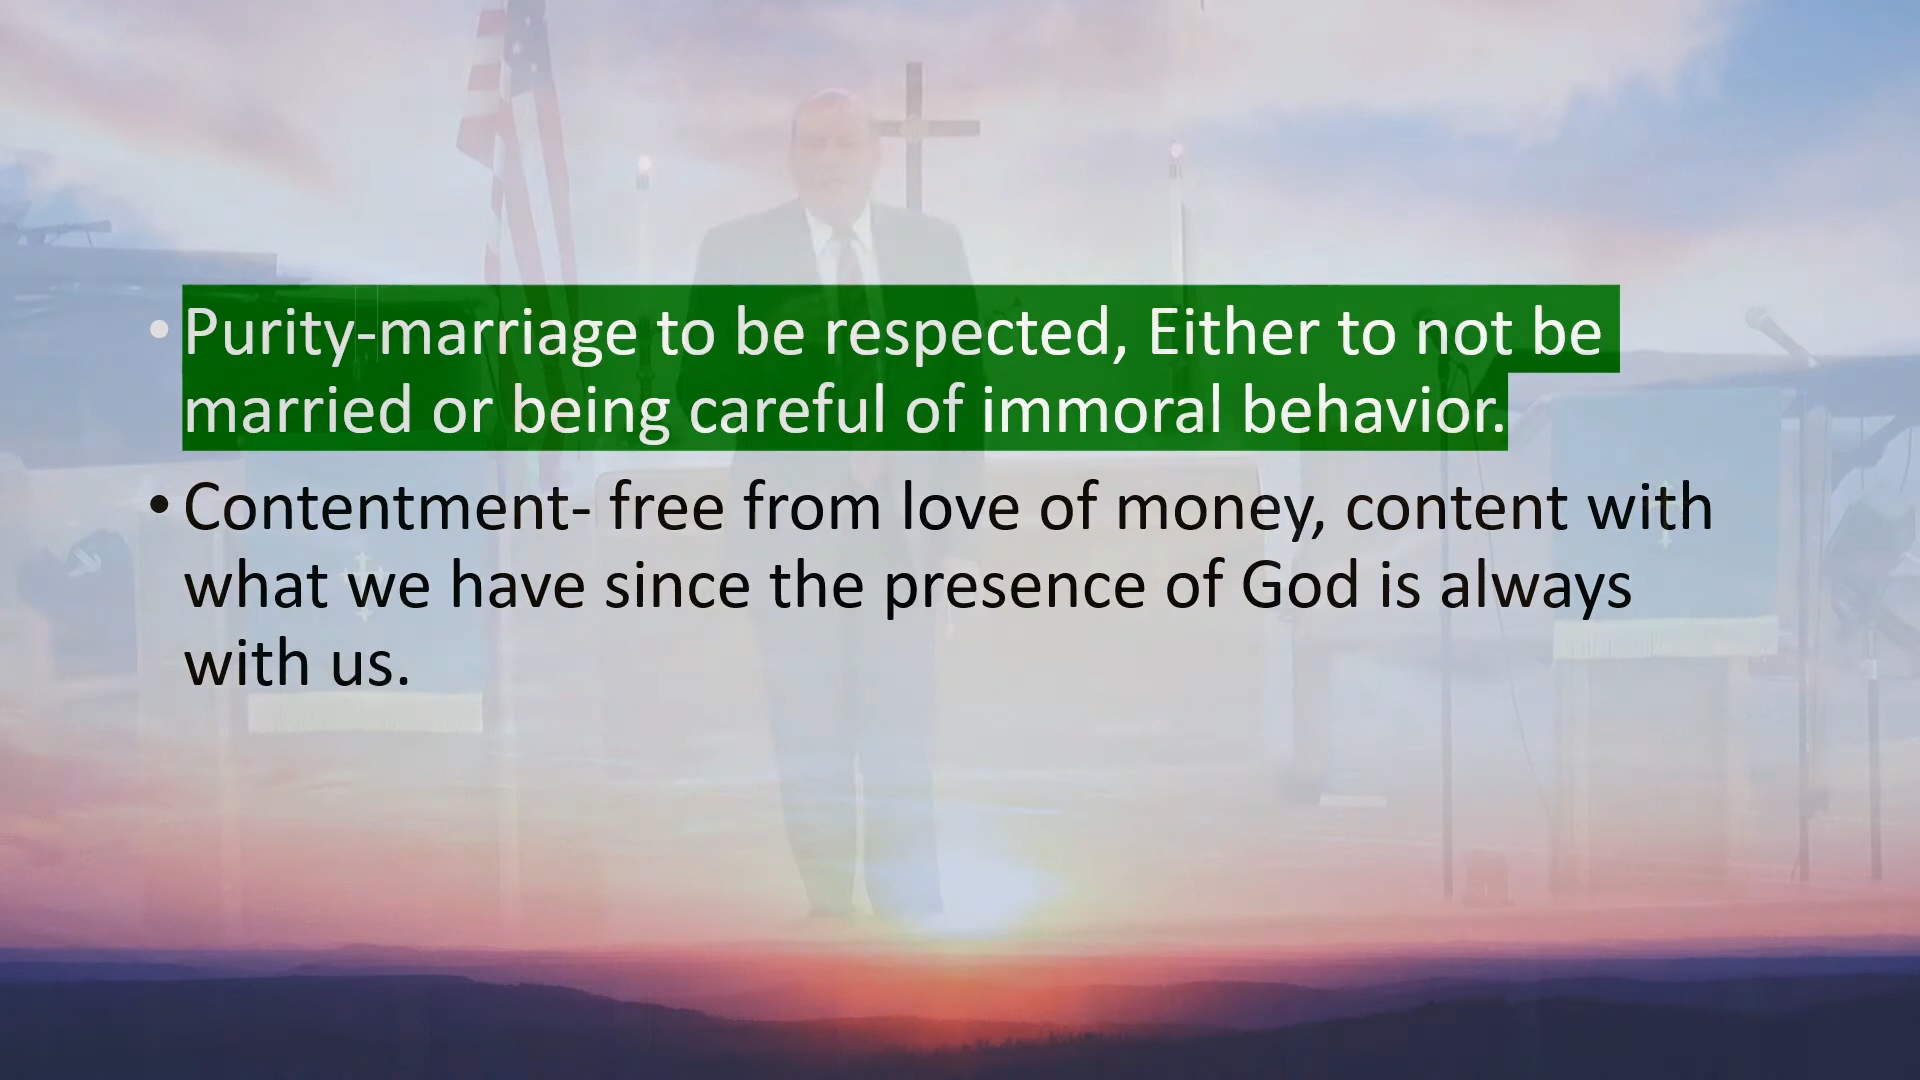 • Purity-marriage to be respected, Either to not be
married or being careful of immoral behavior.
• Contentment- free from love of money, content with
what we have since the presence of God is always
with us.